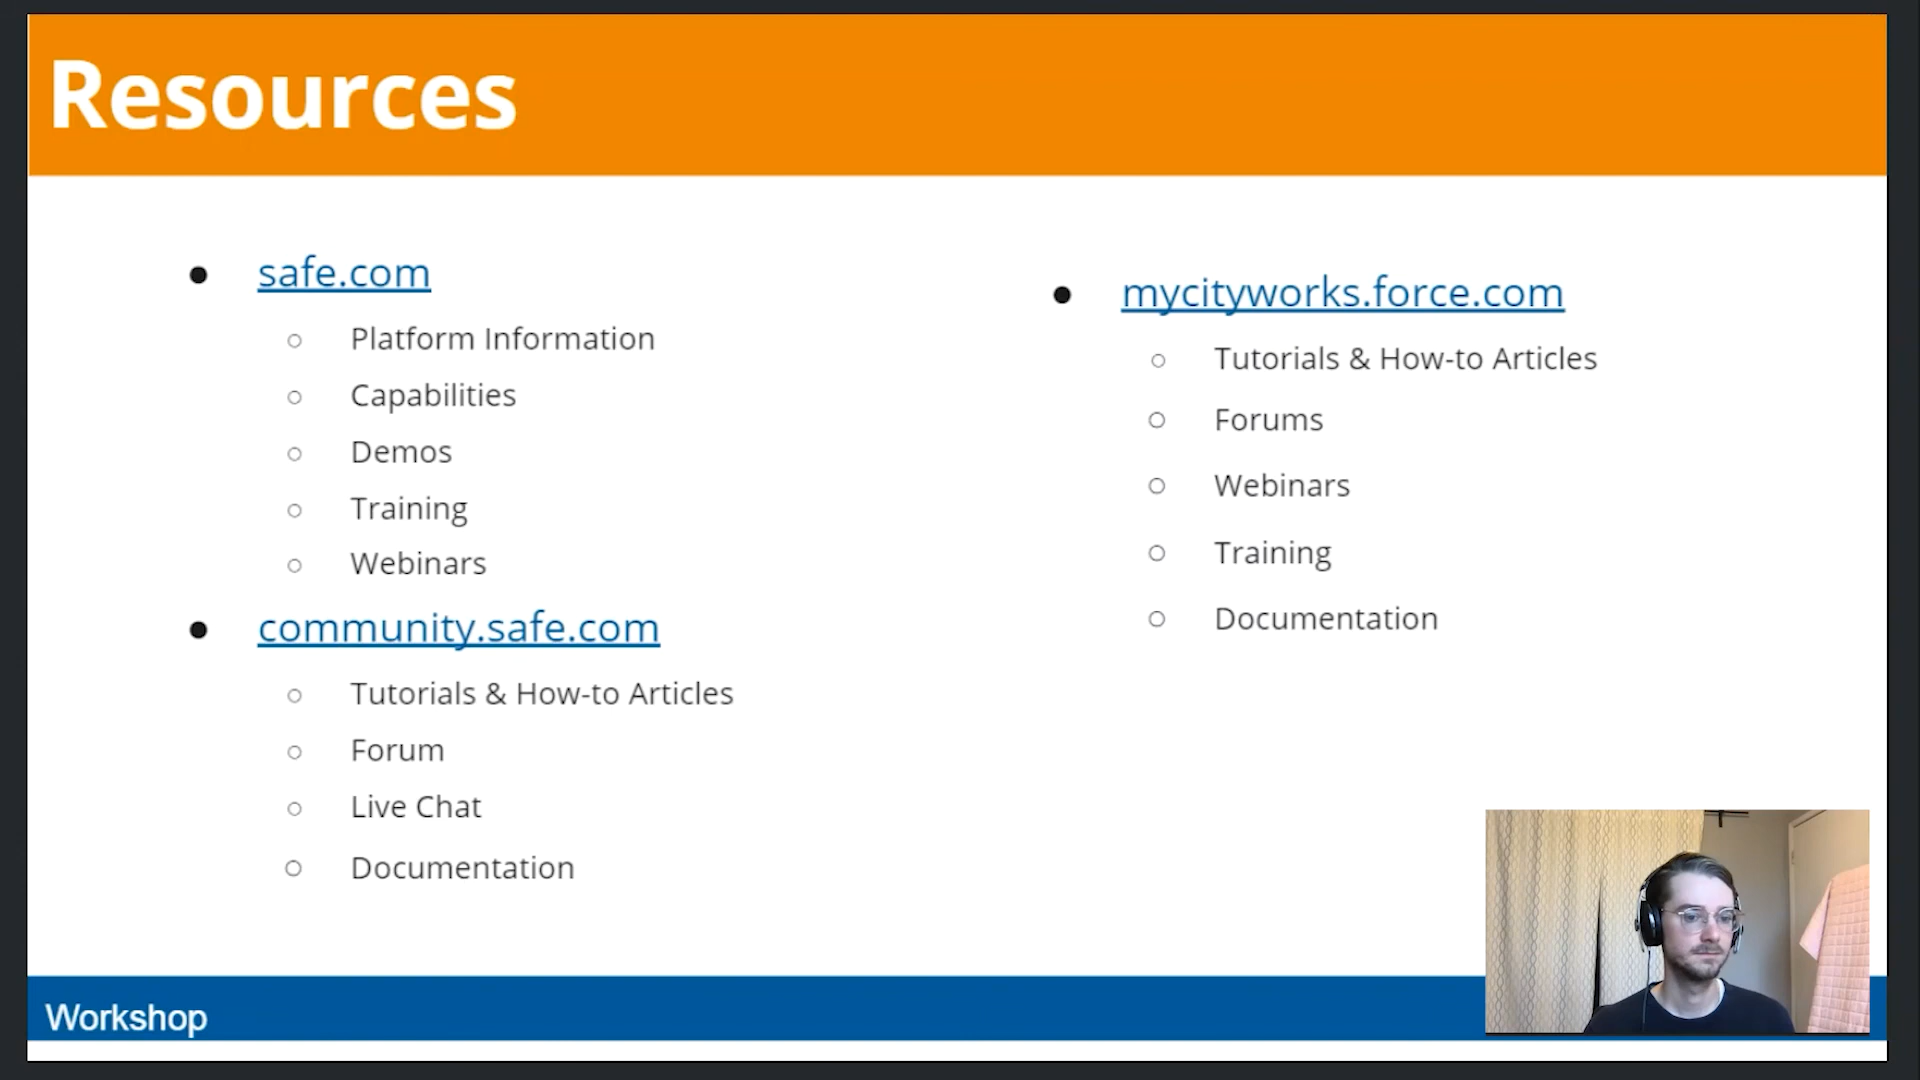 Resources
safe.com
Platform Information
Capabilities
Demos
Training
Webinars
community.safe.com
Tutorials & How-to Articles
Forum
Live Chat
Documentation
mycityworks.force.com
Tutorials & How-to Articles
Forums
Webinars
Training
Documentation
Workshop